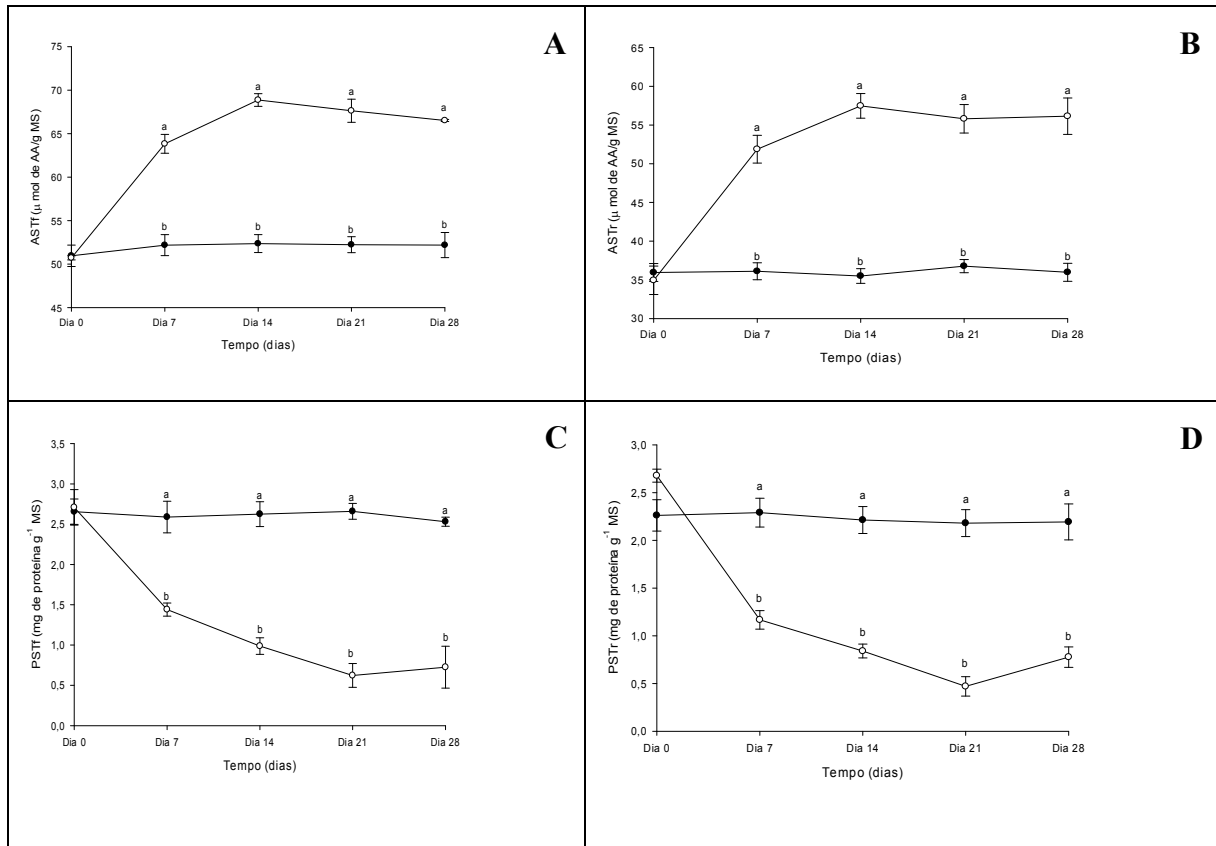 A
75
70
65
60
55
50
45
ASTf (μ mol de AA/g MS)
a
a
a
a
b
b
b
b
Dia 0 Dia 7 Dia 14 Dia 21 Dia 28
Tempo (dias)
B
65
60
55
50
45
40
35
30
ASTr (μ mol de AA/g MS)
a
a
a
a
b
b
b
b
Dia 0 Dia 7 Dia 14 Dia 21 Dia 28
Tempo (dias)
C
3,5
3,0
2,5
2,0
1,5
1,0
0,5
0,0
PSTf (mg de proteína g⁻¹ MS)
a
a
a
a
b
b
b
b
Dia 0 Dia 7 Dia 14 Dia 21 Dia 28
Tempo (dias)
D
3,0
2,5
2,0
1,5
1,0
0,5
0,0
PSTr (mg de proteína g⁻¹ MS)
a
a
a
a
b
b
b
b
Dia 0 Dia 7 Dia 14 Dia 21 Dia 28
Tempo (dias)